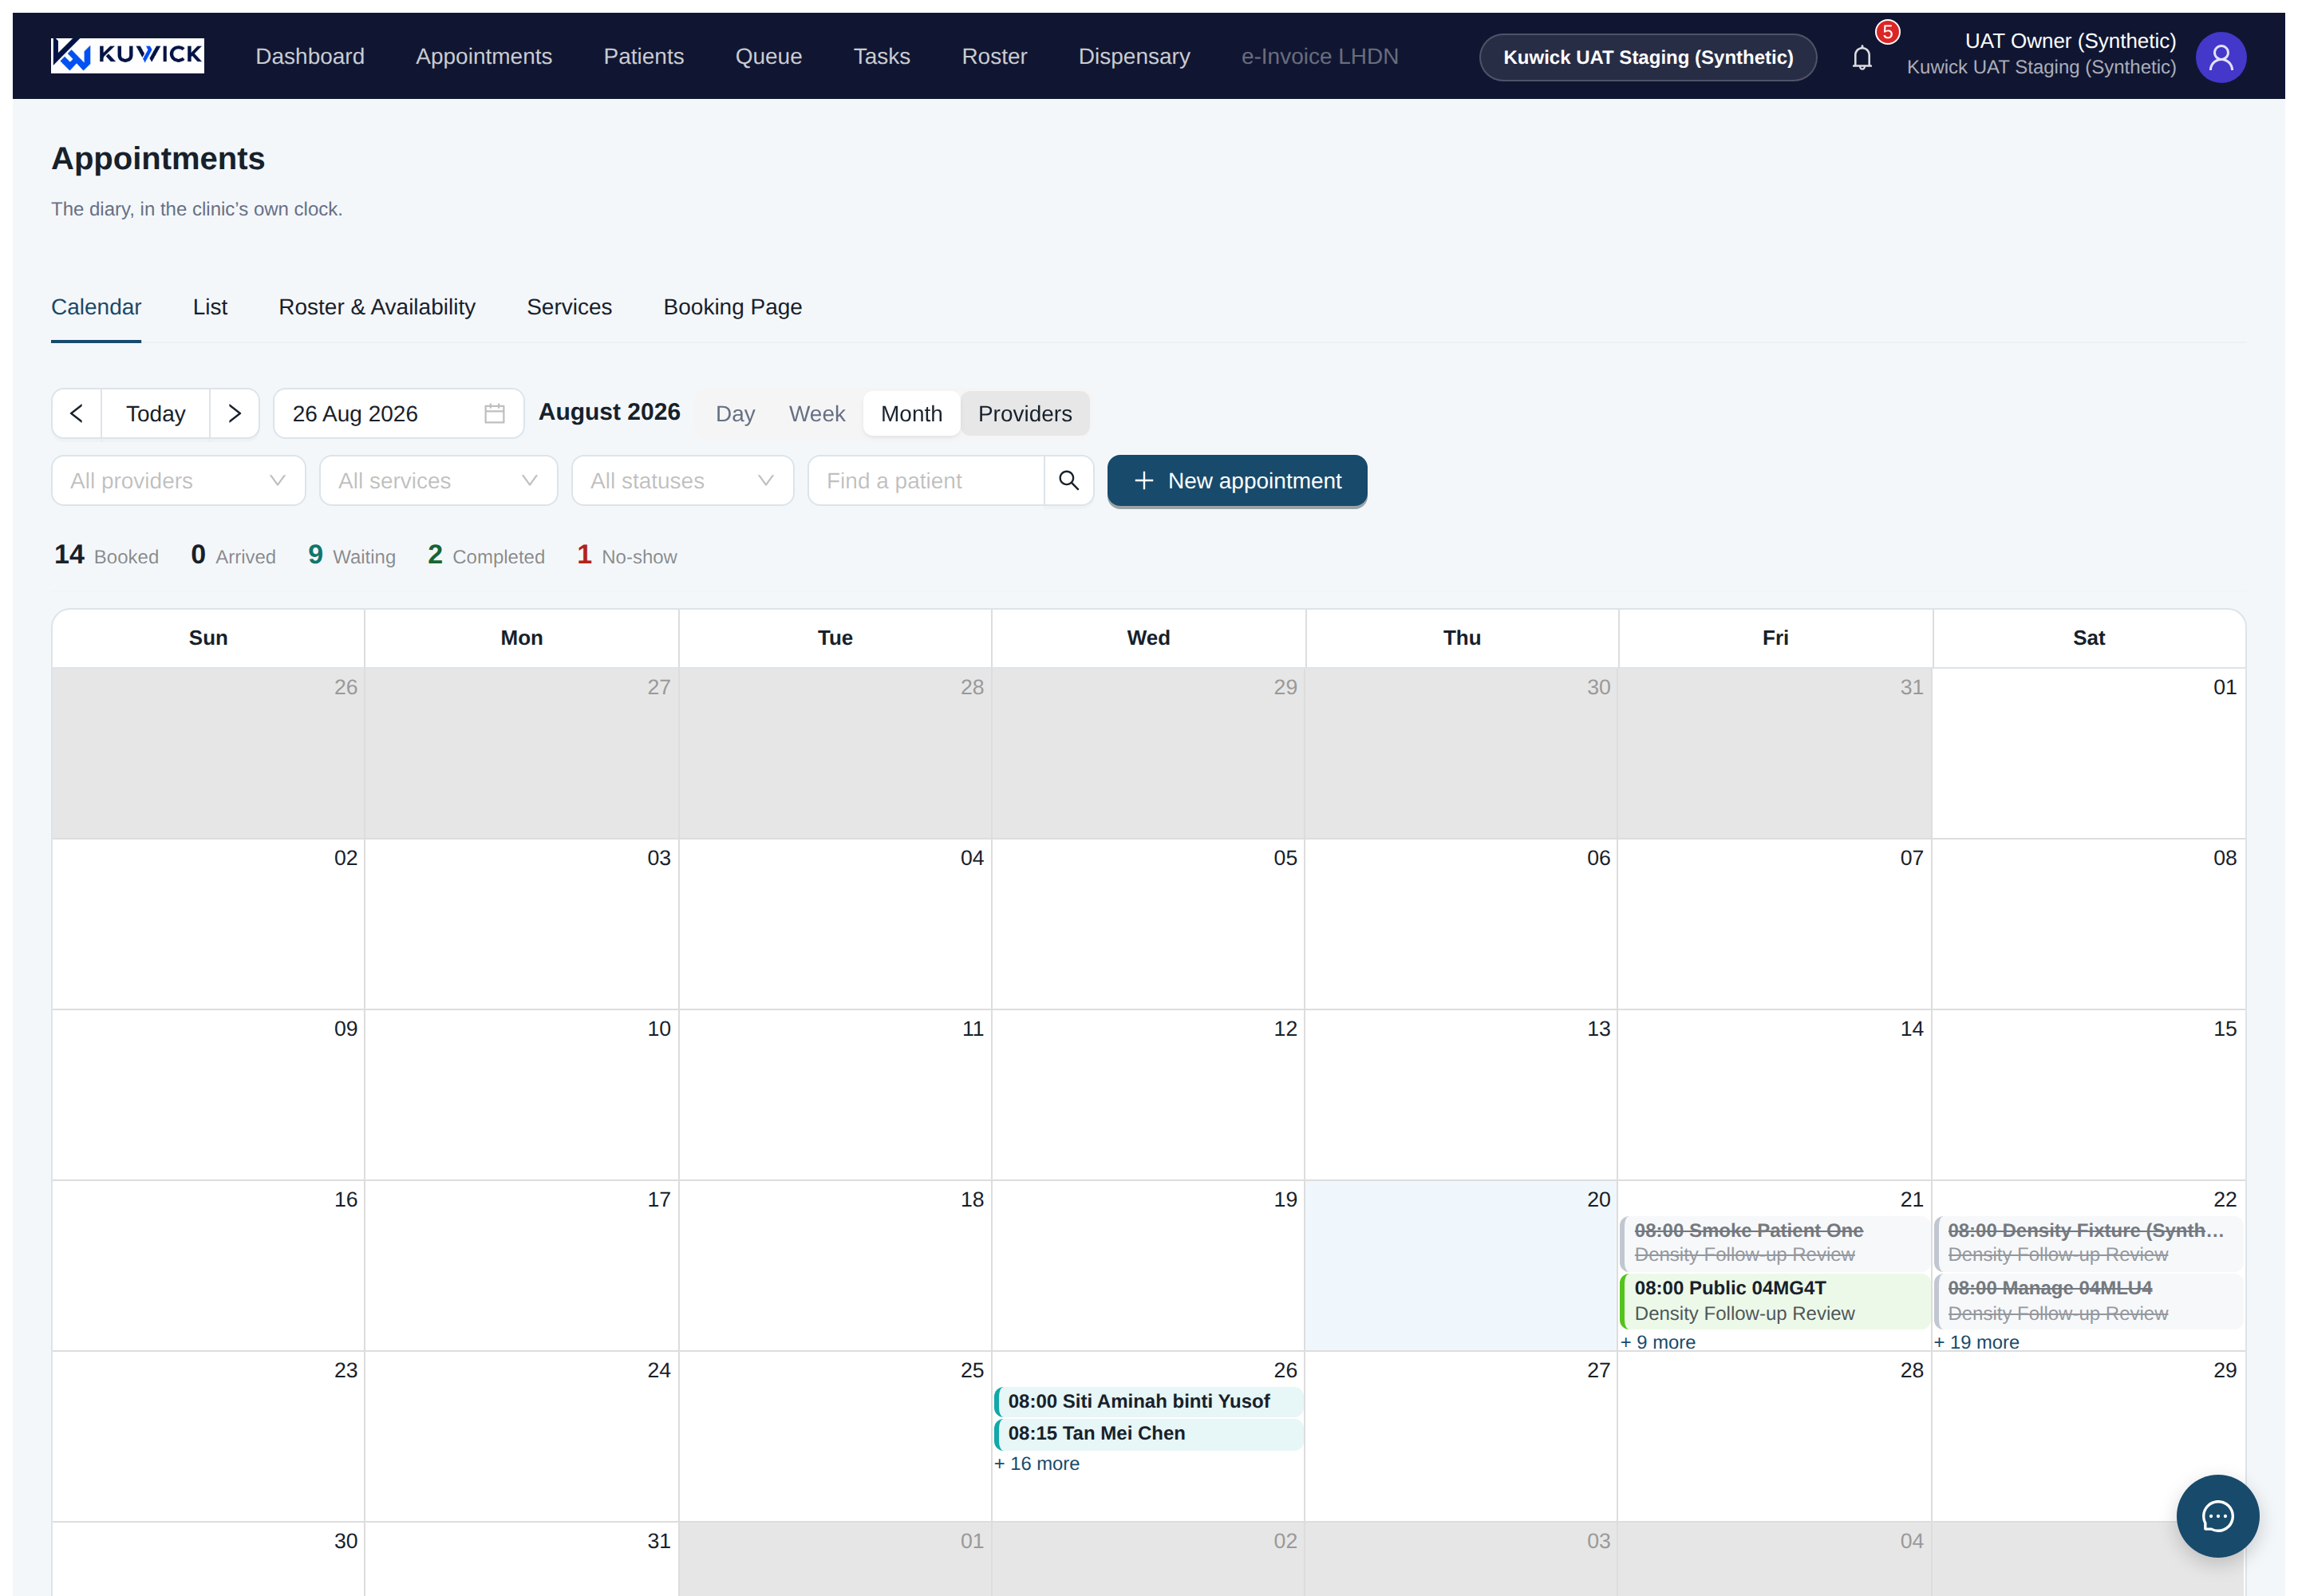 KUWICK Dashboard Appointments Patients Queue Tasks Roster Dispensary e-Invoice LHDN Kuwick UAT Staging (Synthetic) 5 UAT Owner (Synthetic)
Kuwick UAT Staging (Synthetic)
Appointments
The diary, in the clinic’s own clock.
Calendar List Roster & Availability Services Booking Page
Today 26 Aug 2026 August 2026 Day Week Month Providers
All providers All services All statuses Find a patient New appointment
14 Booked 0 Arrived 9 Waiting 2 Completed 1 No-show
Sun Mon Tue Wed Thu Fri Sat
26 27 28 29 30 31 01
02 03 04 05 06 07 08
09 10 11 12 13 14 15
16 17 18 19 20 21 22
08:00 Smoke Patient One
Density Follow-up Review
08:00 Public 04MG4T
Density Follow-up Review
+ 9 more
08:00 Density Fixture (Synth…
Density Follow-up Review
08:00 Manage 04MLU4
Density Follow-up Review
+ 19 more
23 24 25 26 27 28 29
08:00 Siti Aminah binti Yusof
08:15 Tan Mei Chen
+ 16 more
30 31 01 02 03 04